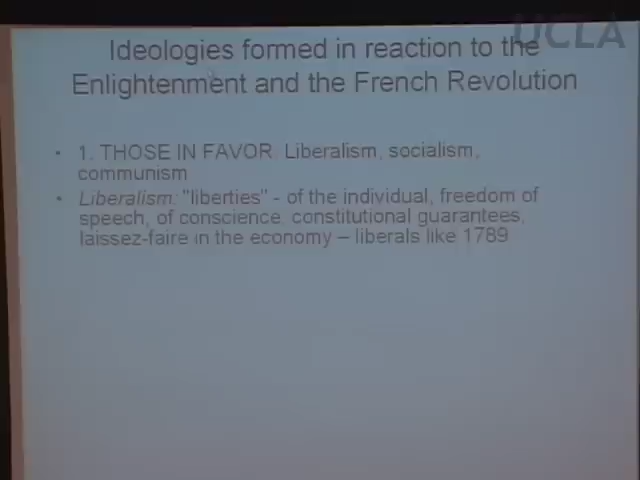 UCLA
Ideologies formed in reaction to the
Enlightenment and the French Revolution
• 1. THOSE IN FAVOR. Liberalism, socialism,
communism
• Liberalism: "liberties" - of the individual, freedom of
speech, of conscience. constitutional guarantees,
laissez-faire in the economy – liberals like 1789